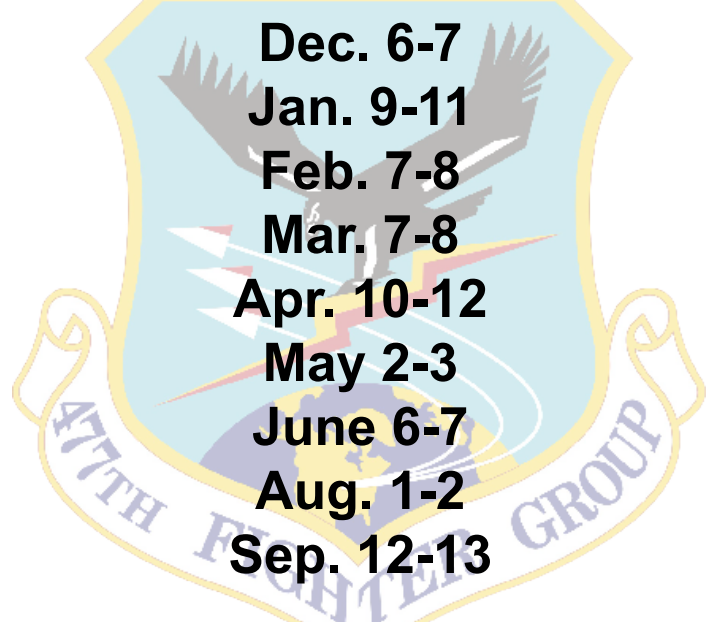 Dec. 6-7
Jan. 9-11
Feb. 7-8
Mar. 7-8
Apr. 10-12
May 2-3
June 6-7
Aug. 1-2
Sep. 12-13
477TH FIGHTER GROUP